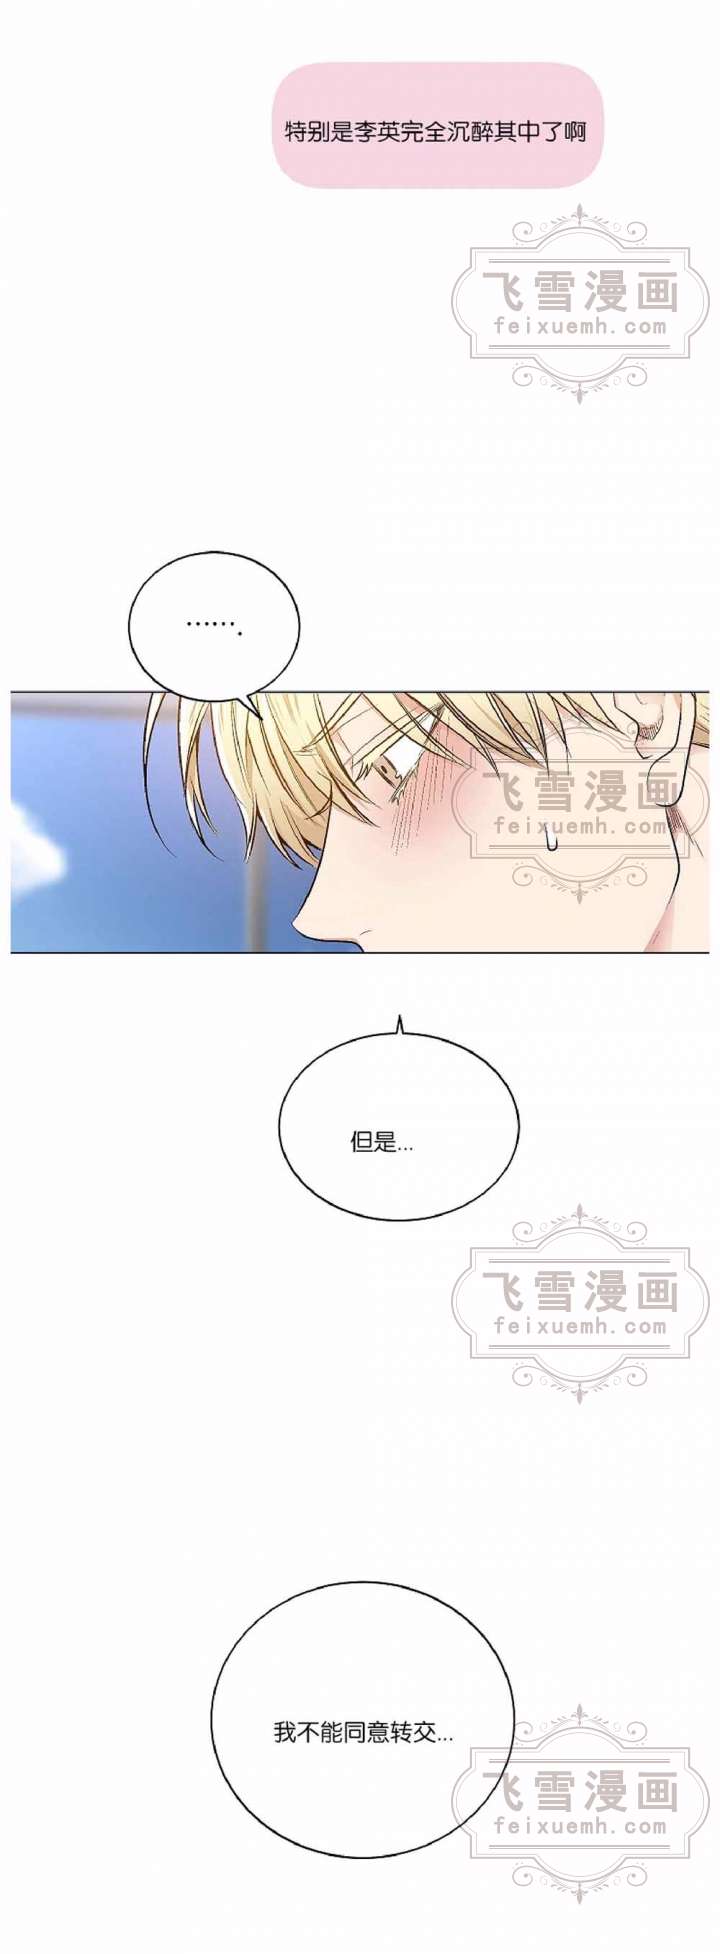 特别是李英完全沉醉其中了啊
飞雪漫画
feixuemh.com
…….
飞雪漫画
feixuemh.com
但是...
飞雪漫画
feixuemh.com
我不能同意转交...
飞雪漫画
feixuemh.com